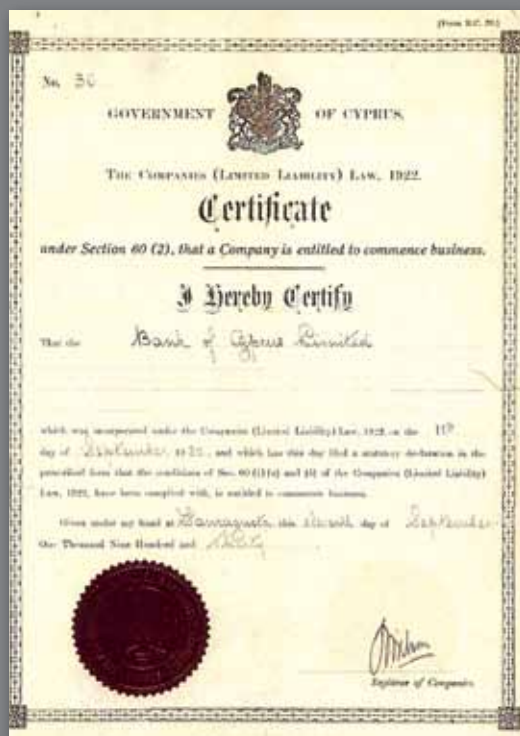 No. 30
GOVERNMENT OF CYPRUS.
THE COMPANIES (LIMITED LIABILITY) LAW, 1922.
Certificate
under Section 60 (2), that a Company is entitled to commence business.
I Hereby Certify
That the Bank of Cyprus Limited
which was incorporated under the Companies (Limited Liability) Law, 1922, on the 11th
day of September 1930, and which has this day filed a statutory declaration in the
prescribed form that the conditions of Sec. 60 (1) and of the Companies (Limited Liability)
Law, 1922, have been complied with, is entitled to commence business.
Given under my hand at this eleventh day of September
One Thousand Nine Hundred and thirty
Registrar of Companies